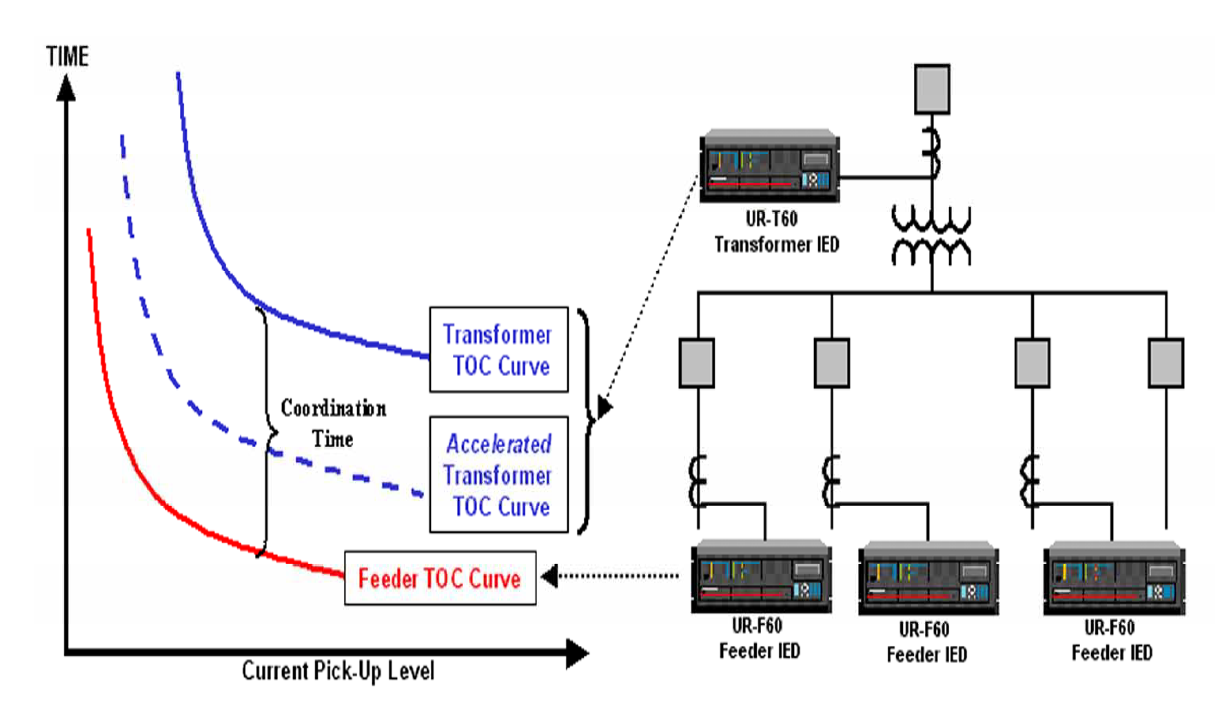 TIME
Transformer
TOC Curve
Coordination
Time
Accelerated
Transformer
TOC Curve
Feeder TOC Curve
Current Pick-Up Level
UR-T60
Transformer IED
UR-F60
Feeder IED
UR-F60
Feeder IED
UR-F60
Feeder IED